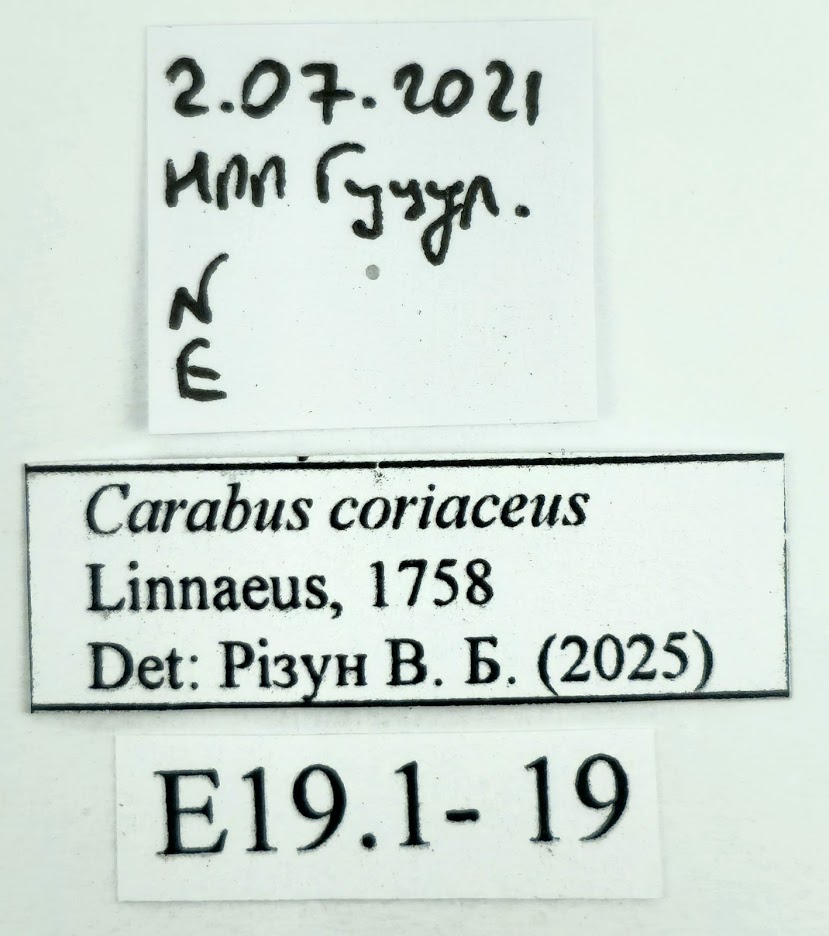 2.07.2021
НПП Гуцул.
N
E
Carabus coriaceus
Linnaeus, 1758
Det: Різун В. Б. (2025)
E19.1- 19